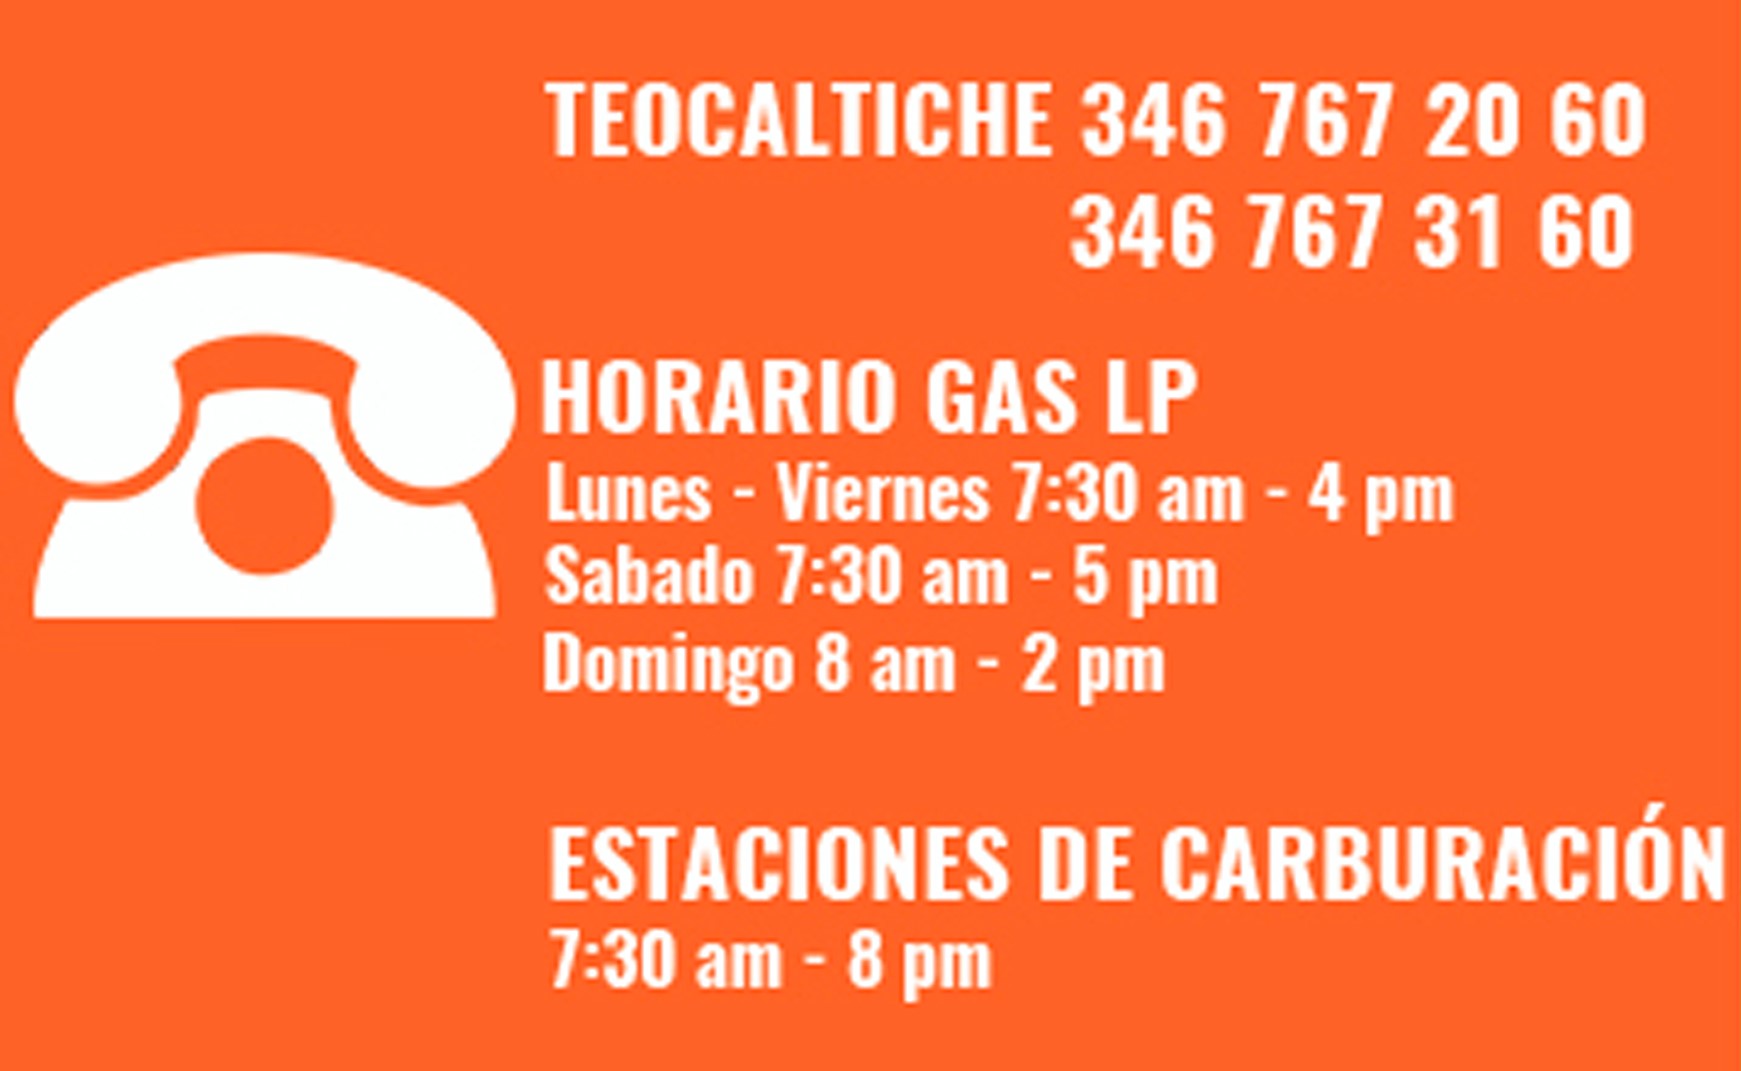 TEOCALTICHE 346 767 20 60
346 767 31 60
HORARIO GAS LP
Lunes - Viernes 7:30 am - 4 pm
Sabado 7:30 am - 5 pm
Domingo 8 am - 2 pm
ESTACIONES DE CARBURACIÓN
7:30 am - 8 pm